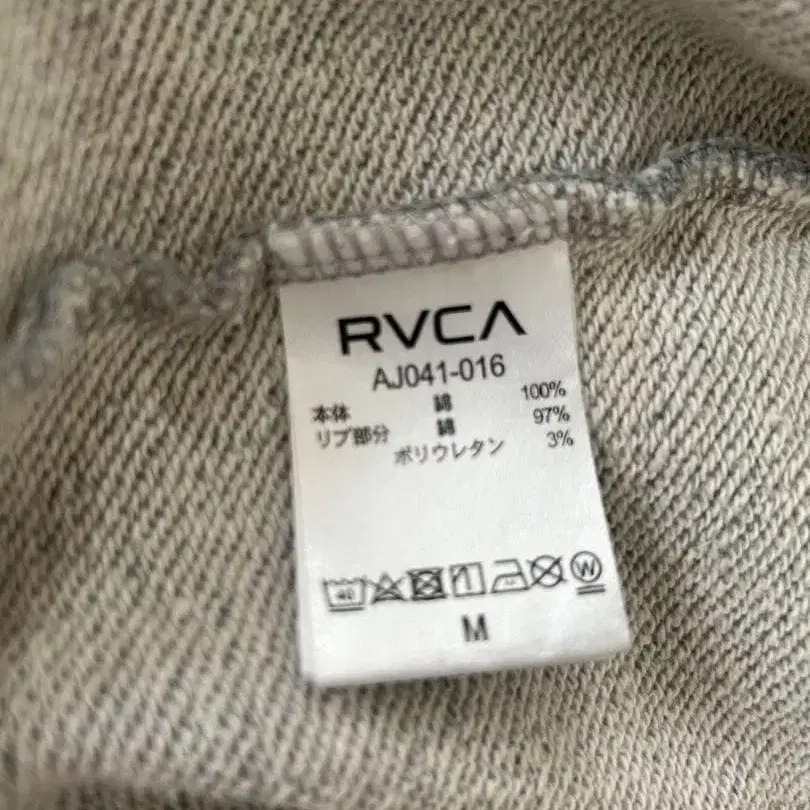 RVCA
AJ041-016
本体 綿 100%
リブ部分 綿 97%
ポリウレタン 3%
40 W
M